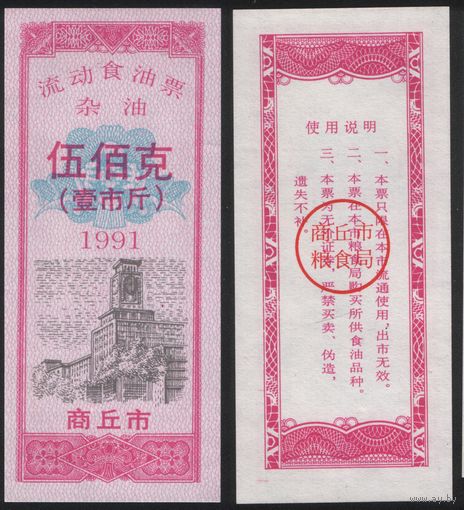 流动食油票
杂油
伍佰克
(壹市斤)
1991
商丘市
使用说明
一、本票只限在本市流通使用,出市无效。
二、本票在本市粮食局购买所供食油品种。
三、本票为无价证券,严禁买卖、伪造,
遗失不补。
商丘市
粮食局
www.ay.by